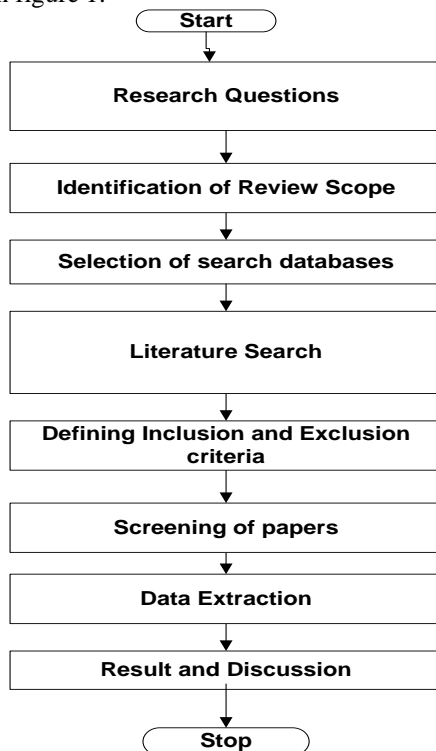 figure 1.
Start
Research Questions
Identification of Review Scope
Selection of search databases
Literature Search
Defining Inclusion and Exclusion
criteria
Screening of papers
Data Extraction
Result and Discussion
Stop